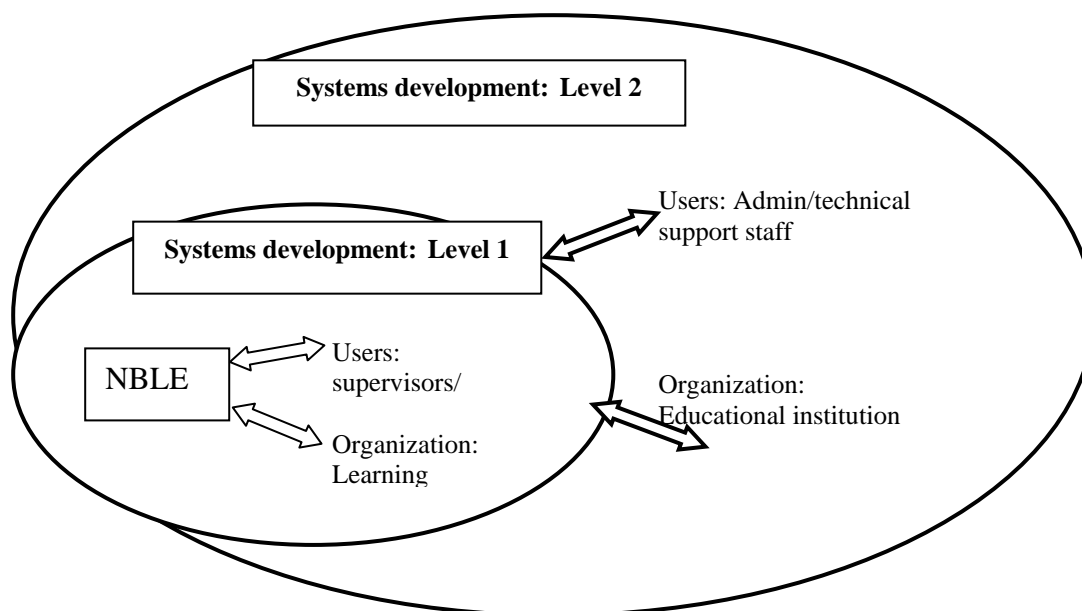 Systems development: Level 2
Users: Admin/technical
support staff
Systems development: Level 1
Users:
supervisors/
NBLE
Organization:
Educational institution
Organization:
Learning